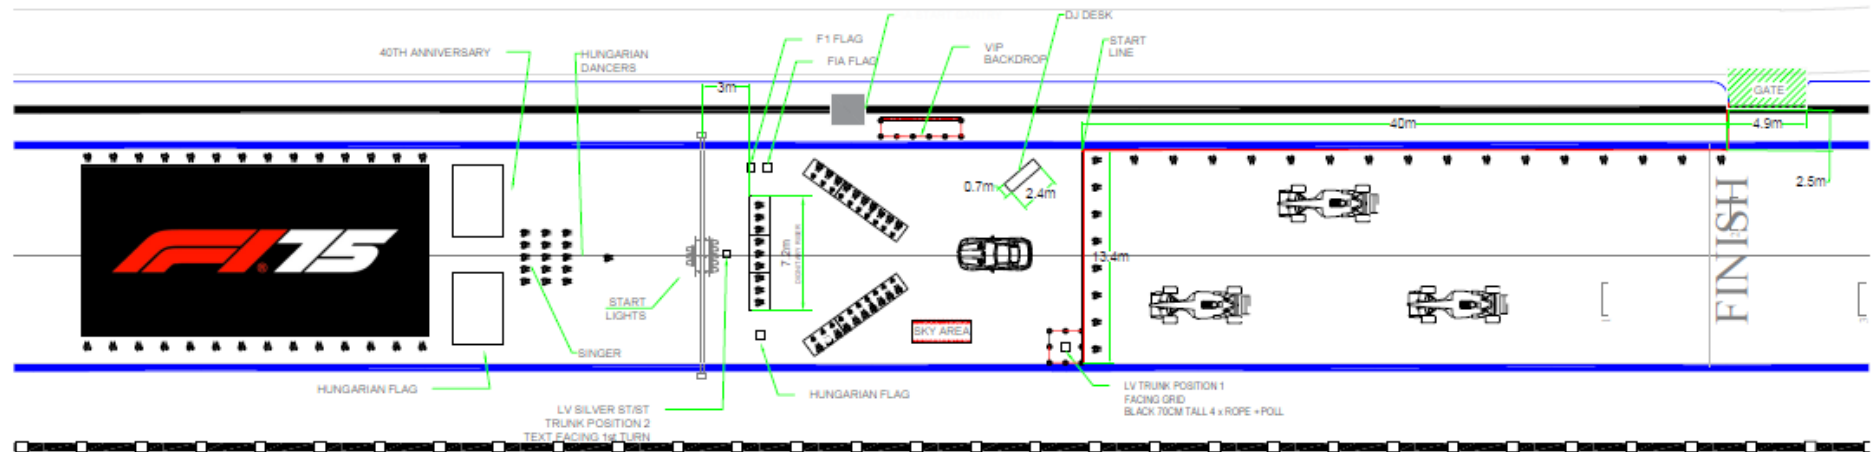 DJ DESK
F1 FLAG
START
LINE
40TH ANNIVERSARY
HUNGARIAN
DANCERS
FIA FLAG
VIP
BACKDROP
3m
GATE
40m
4.9m
0.7m
2.4m
2.5m
F1.75
7.2m
13.4m
FINISH
START
LIGHTS
SKY AREA
SINGER
HUNGARIAN FLAG
HUNGARIAN FLAG
LV TRUNK POSITION 1
FACING GRID
BLACK 70CM TALL 4 x ROPE + POLL
LV SILVER ST/ST
TRUNK POSITION 2
TEXT FACING 1st TURN